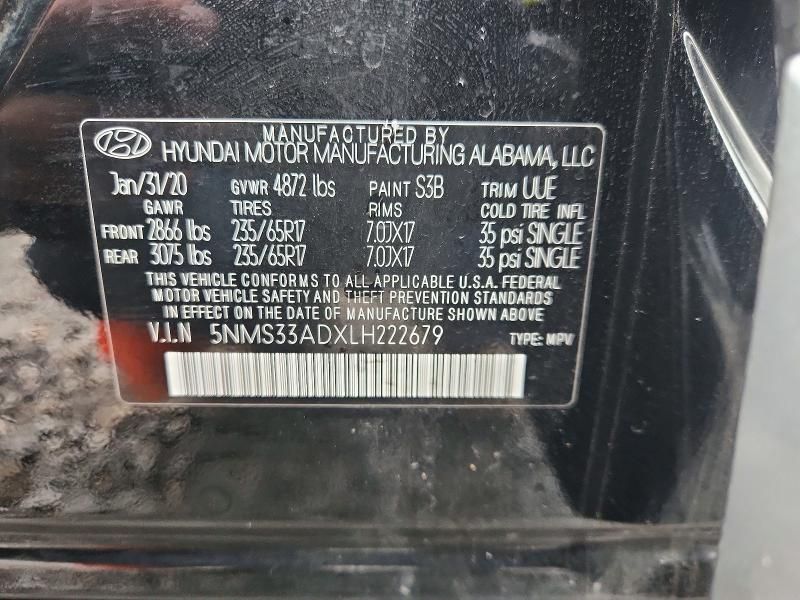 MANUFACTURED BY
HYUNDAI MOTOR MANUFACTURING ALABAMA, LLC
Jan/31/20 GVWR 4872 lbs PAINT S3B TRIM UUE
GAWR TIRES RIMS COLD TIRE INFL
FRONT 2866 lbs 235/65R17 7.0JX17 35 psi SINGLE
REAR 3075 lbs 235/65R17 7.0JX17 35 psi SINGLE
THIS VEHICLE CONFORMS TO ALL APPLICABLE U.S.A. FEDERAL
MOTOR VEHICLE SAFETY AND THEFT PREVENTION STANDARDS
IN EFFECT ON THE DATE OF MANUFACTURE SHOWN ABOVE
V.I.N 5NMS33ADXLH222679 TYPE: MPV